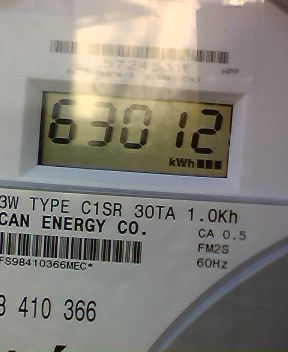 63012
kWh
3W TYPE C1SR 30TA 1.0Kh
CAN ENERGY CO.
CA 0.5
FM2S
FS98410366MEC*
60Hz
410 366